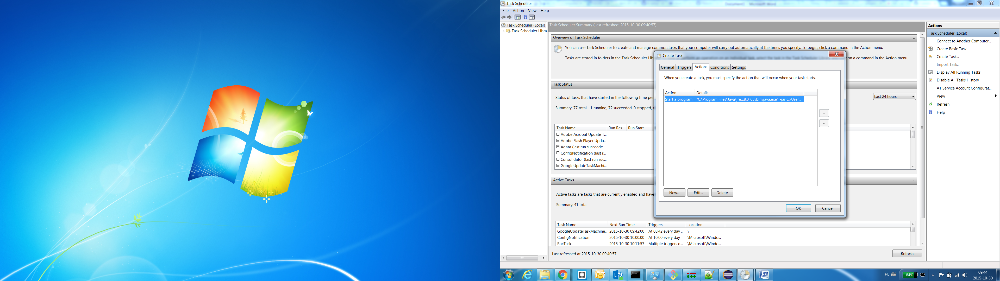 Task Scheduler
File Action View Help
Task Scheduler (Local)
Task Scheduler Libra
Task Scheduler Summary (Last refreshed: 2015-10-30 09:40:57)
Overview of Task Scheduler
You can use Task Scheduler to create and manage common tasks that your computer will carry out automatically at the times you specify. To begin, click a command in the Action menu.
Tasks are stored in folders in the Task Scheduler Lib
on a command in the Action menu.
Task Status
Status of tasks that have started in the following time per
Last 24 hours
Summary: 77 total - 1 running, 72 succeeded, 0 stopped,
Task Name Run Res... Run Start
Adobe Acrobat Update T...
Adobe Flash Player Upda...
Agata (last run succeede...
ConfigNotification (last r...
Consolidator (last run suc...
GoogleUpdateTaskMachi...
Active Tasks
Active tasks are tasks that are currently enabled and have
Summary: 41 total
Task Name Next Run Time Triggers Location
GoogleUpdateTaskMachine... 2015-10-30 09:42:00 At 08:42 every day ... \
ConfigNotification 2015-10-30 10:00:00 At 10:00 every day \Microsoft\Windo...
RacTask 2015-10-30 10:11:57 Multiple triggers d... \Microsoft\Windo...
Last refreshed at 2015-10-30 09:40:57
Refresh
Create Task
General Triggers Actions Conditions Settings
When you create a task, you must specify the action that will occur when your task starts.
Action Details
Start a program "C:\Program Files\Java\jre1.8.0_65\bin\java.exe" -jar C:\User...
New... Edit... Delete
OK Cancel
Actions
Task Scheduler (Local)
Connect to Another Computer...
Create Basic Task...
Create Task...
Import Task...
Display All Running Tasks
Disable All Tasks History
AT Service Account Configurat...
View
Refresh
Help
PL
84%
09:44
2015-10-30